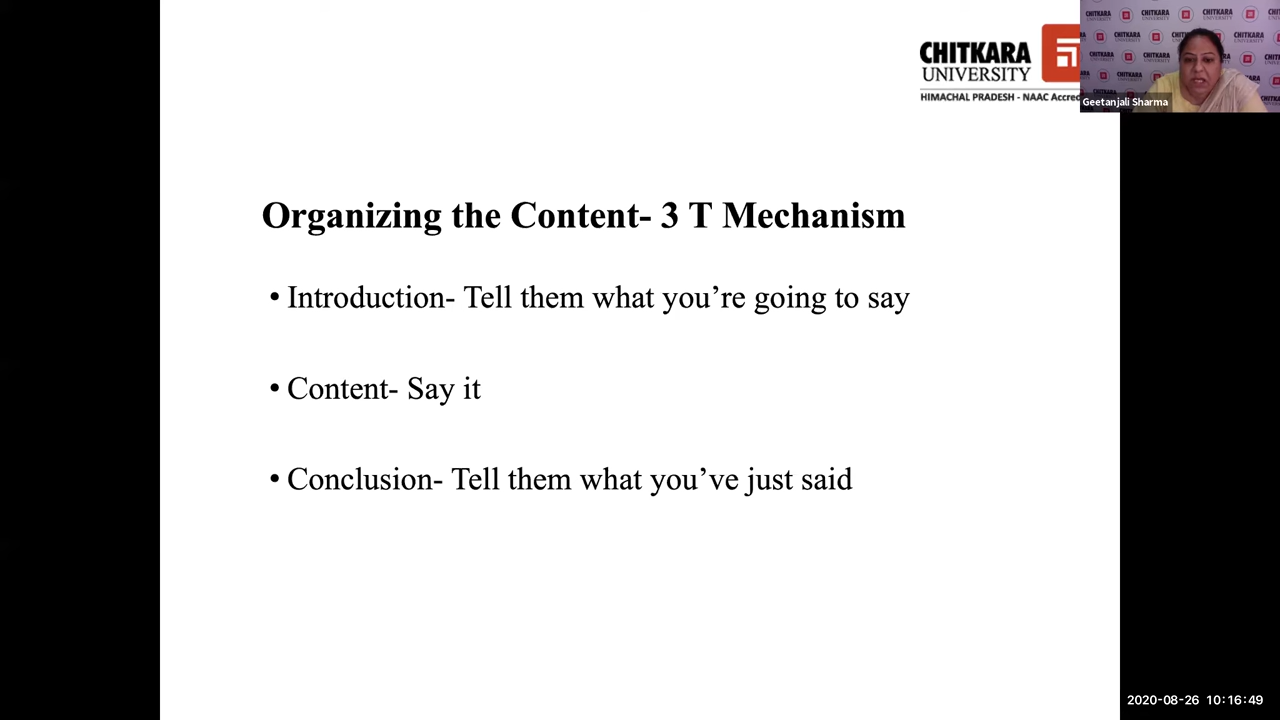 CHITKARA
UNIVERSITY
HIMACHAL PRADESH - NAAC
Geetanjali Sharma
Organizing the Content- 3 T Mechanism
• Introduction- Tell them what you’re going to say
• Content- Say it
• Conclusion- Tell them what you’ve just said
2020-08-26 10:16:49